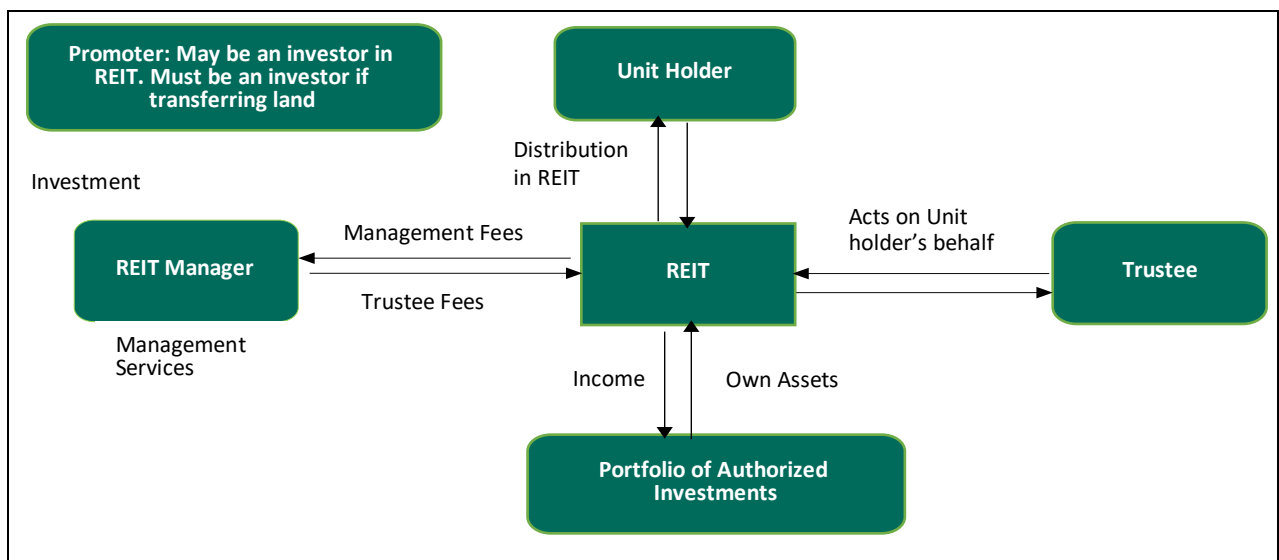 Promoter: May be an investor in
REIT. Must be an investor if
transferring land
Unit Holder
Distribution
in REIT
Investment
Management Fees
Acts on Unit
holder’s behalf
REIT Manager
REIT
Trustee
Trustee Fees
Management
Services
Income
Own Assets
Portfolio of Authorized
Investments